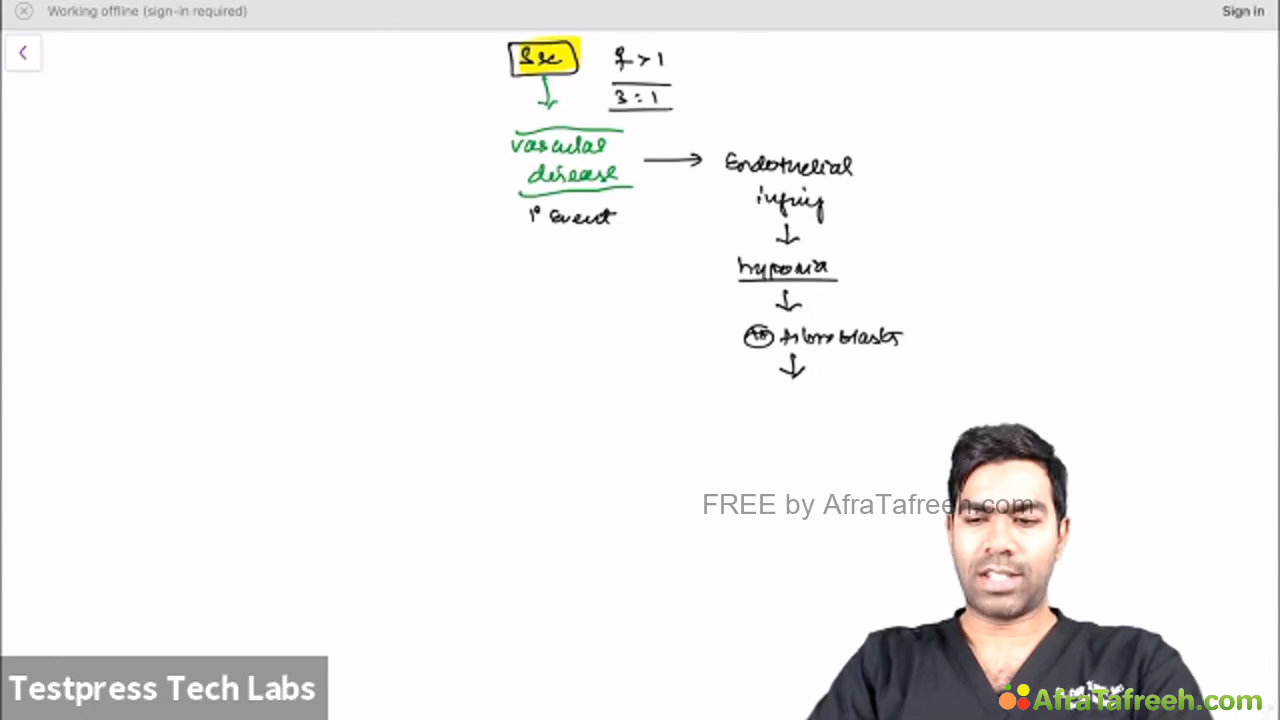 Working offline (sign-in required)
Sign in
SSc
♀ > 1
3 : 1
vascular
disease
1° event
Endothelial
injury
hypoxia
fibroblasts
FREE by AfraTafreeh.com
Testpress Tech Labs
AfraTafreeh.com